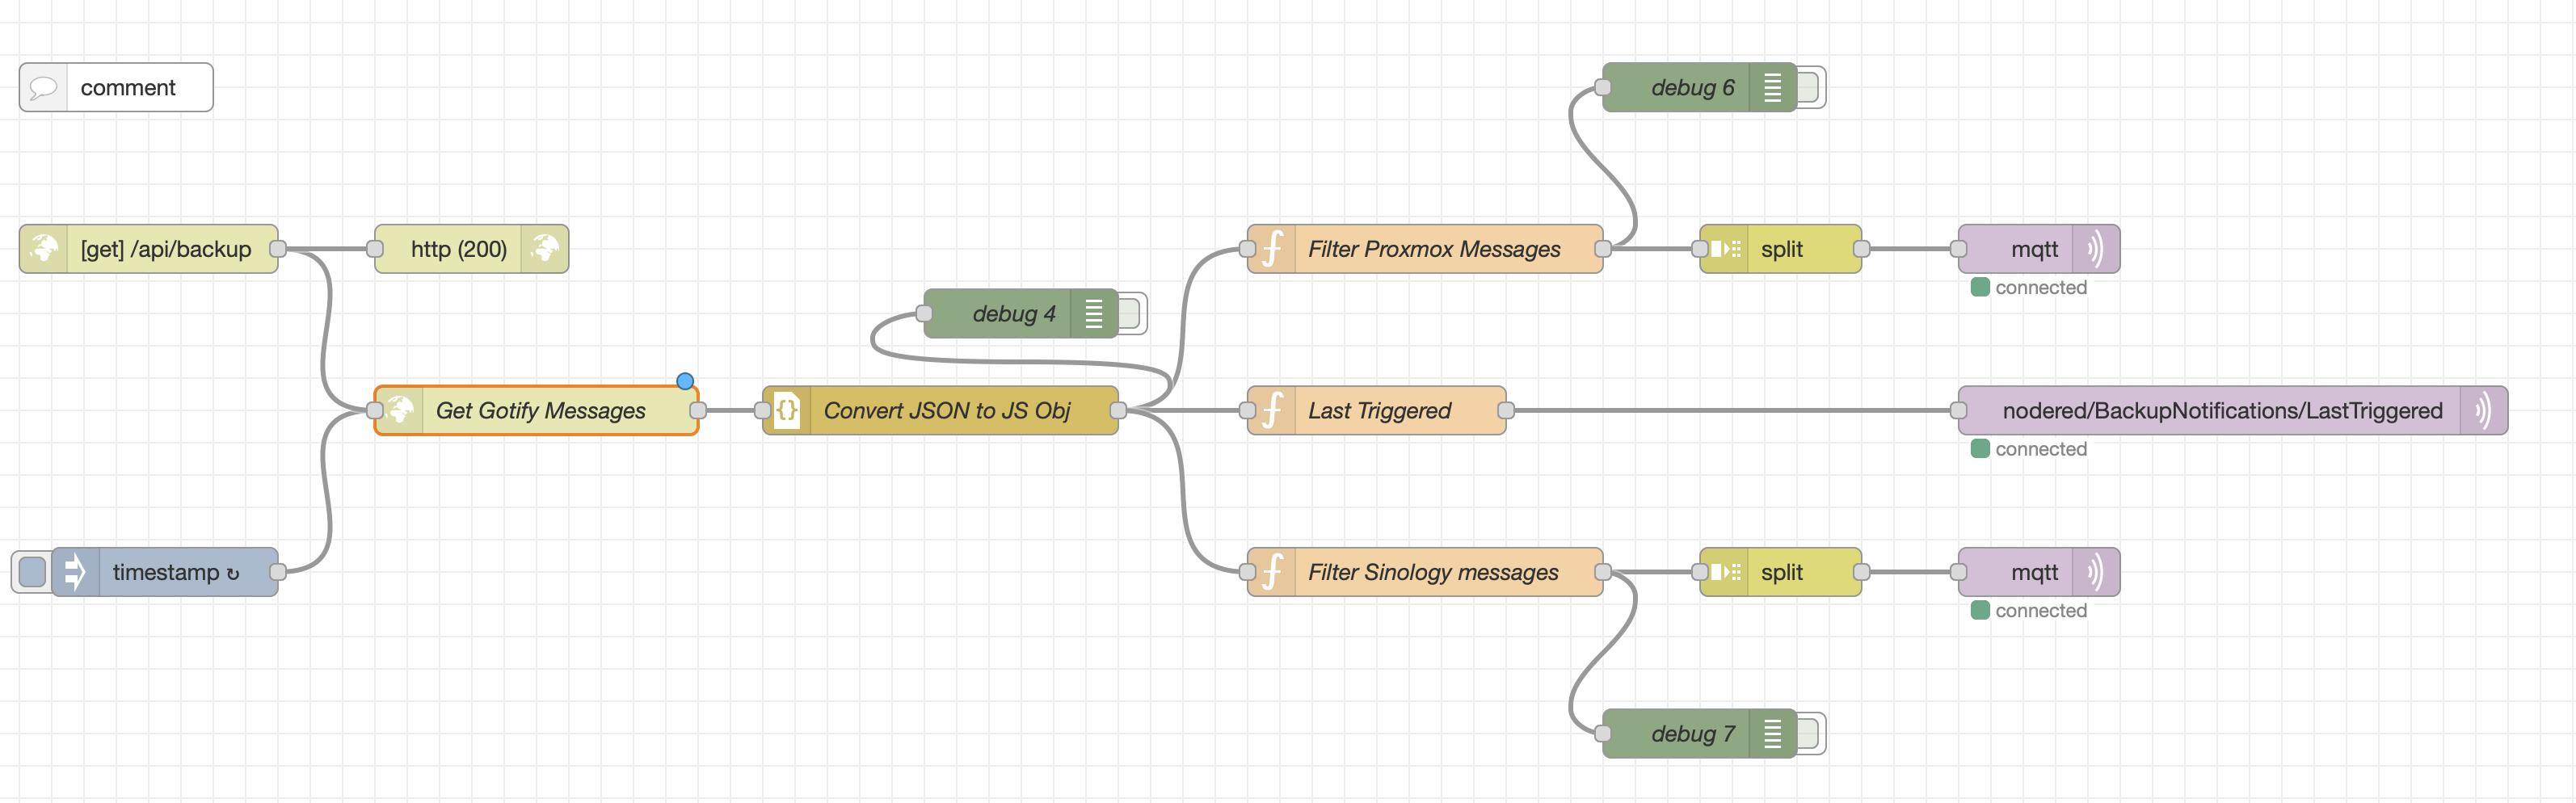 comment
debug 6
[get] /api/backup
http (200)
Filter Proxmox Messages
split
mqtt
connected
debug 4
Get Gotify Messages
{} Convert JSON to JS Obj
Last Triggered
nodered/BackupNotifications/LastTriggered
connected
timestamp ↻
Filter Sinology messages
split
mqtt
connected
debug 7